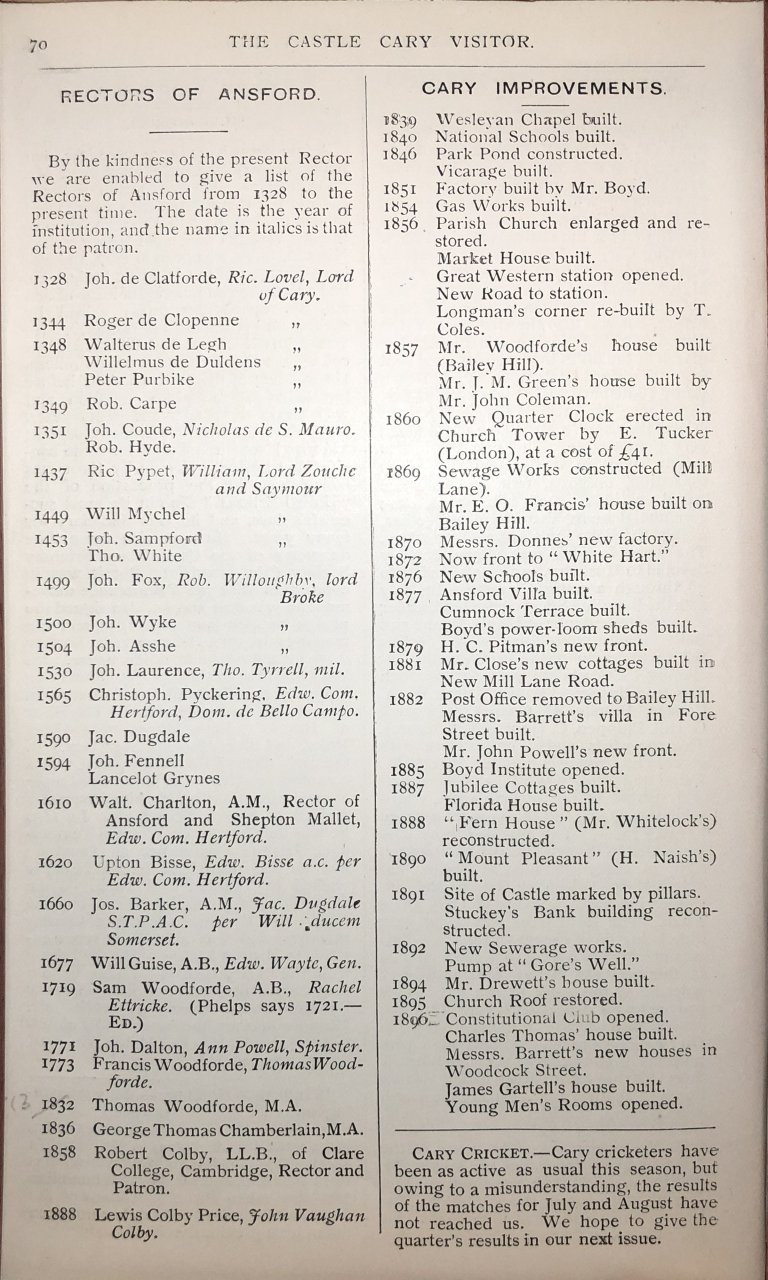 70
THE CASTLE CARY VISITOR.
RECTORS OF ANSFORD.
By the kindness of the present Rector
we are enabled to give a list of the
Rectors of Ansford from 1328 to the
present time. The date is the year of
institution, and the name in italics is that
of the patron.
1328 Joh. de Clatforde, Ric. Lovel, Lord
of Cary.
1344 Roger de Clopenne ,,
1348 Walterus de Legh ,,
Willelmus de Duldens ,,
Peter Purbike ,,
1349 Rob. Carpe ,,
1351 Joh. Coude, Nicholas de S. Mauro.
Rob. Hyde.
1437 Ric Pypet, William, Lord Zouche
and Saymour
1449 Will Mychel ,,
1453 Joh. Sampford ,,
Tho. White
1499 Joh. Fox, Rob. Willoughby, lord
Broke
1500 Joh. Wyke ,,
1504 Joh. Asshe ,,
1530 Joh. Laurence, Tho. Tyrrell, mil.
1565 Christoph. Pyckering, Edw. Com.
Hertford, Dom. de Bello Campo.
1590 Jac. Dugdale
1594 Joh. Fennell
Lancelot Grynes
1610 Walt. Charlton, A.M., Rector of
Ansford and Shepton Mallet,
Edw. Com. Hertford.
1620 Upton Bisse, Edw. Bisse a.c. per
Edw. Com. Hertford.
1660 Jos. Barker, A.M., Jac. Dugdale
S.T.P.A.C. per Will. ducem
Somerset.
1677 Will Guise, A.B., Edw. Wayte, Gen.
1719 Sam Woodforde, A.B., Rachel
Ettricke. (Phelps says 1721.—
ED.)
1771 Joh. Dalton, Ann Powell, Spinster.
1773 Francis Woodforde, Thomas Wood-
forde.
1832 Thomas Woodforde, M.A.
1836 George Thomas Chamberlain, M.A.
1858 Robert Colby, LL.B., of Clare
College, Cambridge, Rector and
Patron.
1888 Lewis Colby Price, John Vaughan
Colby.
CARY IMPROVEMENTS.
1839 Wesleyan Chapel built.
1840 National Schools built.
1846 Park Pond constructed.
Vicarage built.
1851 Factory built by Mr. Boyd.
1854 Gas Works built.
1856 Parish Church enlarged and re-
stored.
Market House built.
Great Western station opened.
New Road to station.
Longman's corner re-built by T.
Coles.
1857 Mr. Woodforde's house built
(Bailey Hill).
Mr. J. M. Green's house built by
Mr. John Coleman.
1860 New Quarter Clock erected in
Church Tower by E. Tucker
(London), at a cost of £41.
1869 Sewage Works constructed (Mill
Lane).
Mr. E. O. Francis' house built on
Bailey Hill.
1870 Messrs. Donnes' new factory.
1872 Now front to "White Hart."
1876 New Schools built.
1877 Ansford Villa built.
Cumnock Terrace built.
Boyd's power-loom sheds built.
1879 H. C. Pitman's new front.
1881 Mr. Close's new cottages built in
New Mill Lane Road.
1882 Post Office removed to Bailey Hill.
Messrs. Barrett's villa in Fore
Street built.
Mr. John Powell's new front.
1885 Boyd Institute opened.
1887 Jubilee Cottages built.
Florida House built.
1888 "Fern House" (Mr. Whitelock's)
reconstructed.
1890 "Mount Pleasant" (H. Naish's)
built.
1891 Site of Castle marked by pillars.
Stuckey's Bank building recon-
structed.
1892 New Sewerage works.
Pump at "Gore's Well."
1894 Mr. Drewett's house built.
1895 Church Roof restored.
1896 Constitutional Club opened.
Charles Thomas' house built.
Messrs. Barrett's new houses in
Woodcock Street.
James Gartell's house built.
Young Men's Rooms opened.
CARY CRICKET.—Cary cricketers have
been as active as usual this season, but
owing to a misunderstanding, the results
of the matches for July and August have
not reached us. We hope to give the
quarter's results in our next issue.